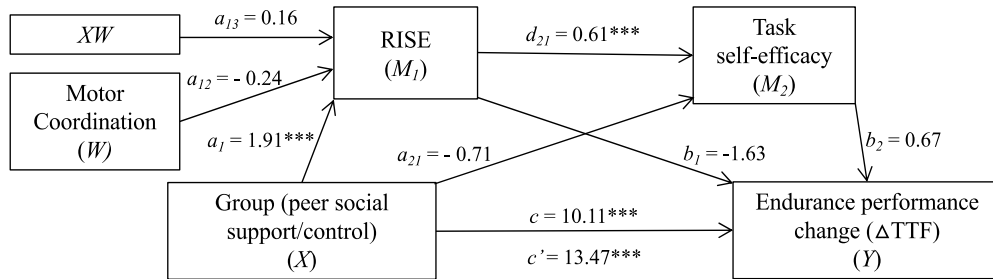 XW
a13 = 0.16
RISE
(M1)
d21 = 0.61***
Task
self-efficacy
(M2)
Motor
Coordination
(W)
a12 = - 0.24
a1 = 1.91***
a21 = - 0.71
b1 = -1.63
b2 = 0.67
Group (peer social
support/control)
(X)
c = 10.11***
c’ = 13.47***
Endurance performance
change (△TTF)
(Y)